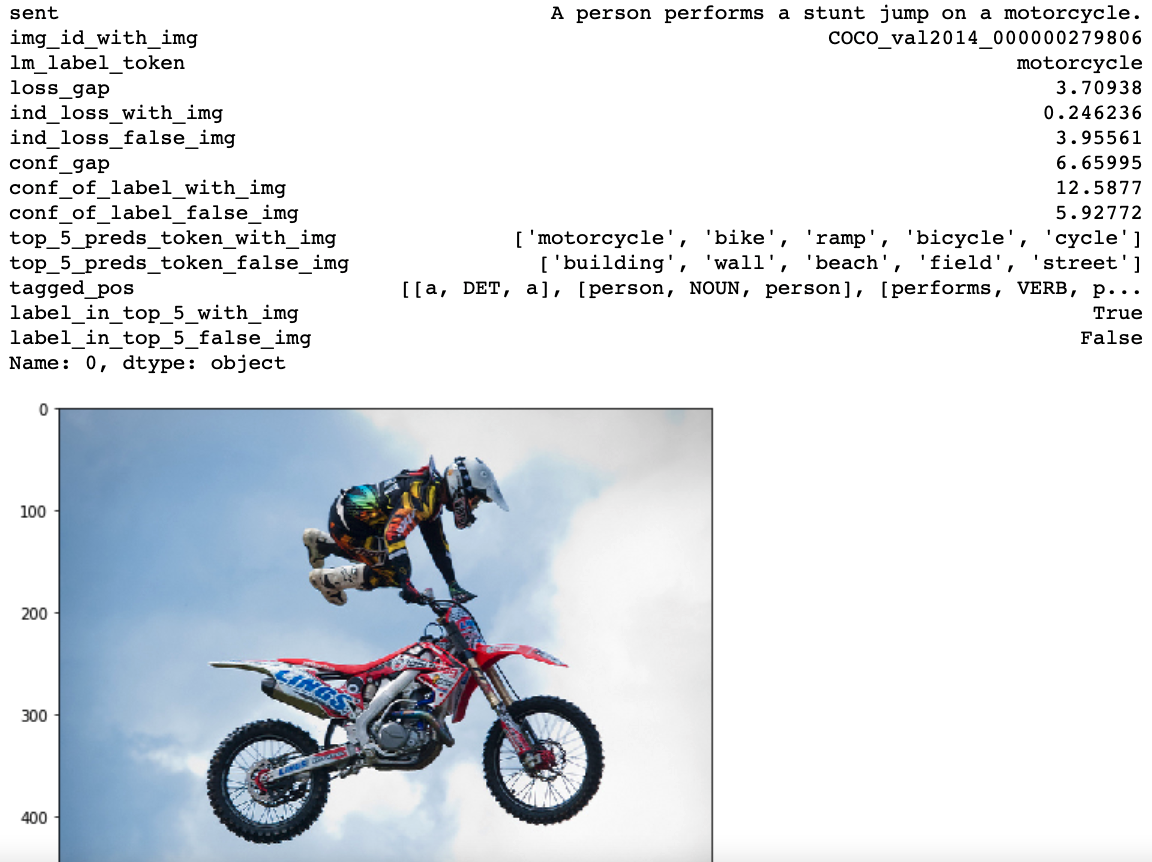 sent A person performs a stunt jump on a motorcycle.
img_id_with_img COCO_val2014_000000279806
lm_label_token motorcycle
loss_gap 3.70938
ind_loss_with_img 0.246236
ind_loss_false_img 3.95561
conf_gap 6.65995
conf_of_label_with_img 12.5877
conf_of_label_false_img 5.92772
top_5_preds_token_with_img ['motorcycle', 'bike', 'ramp', 'bicycle', 'cycle']
top_5_preds_token_false_img ['building', 'wall', 'beach', 'field', 'street']
tagged_pos [[a, DET, a], [person, NOUN, person], [performs, VERB, p...
label_in_top_5_with_img True
label_in_top_5_false_img False
Name: 0, dtype: object
0
100
200
300
400
LINGS
LINGS